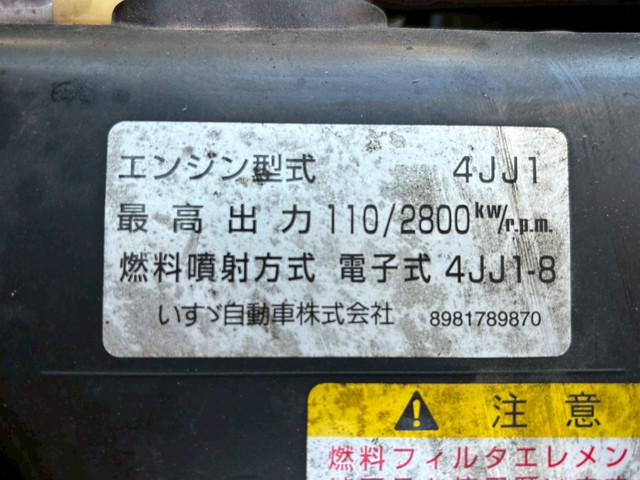 エンジン型式 4JJ1
最高出力 110/2800kw/r.p.m.
燃料噴射方式 電子式 4JJ1-8
いすゞ自動車株式会社 8981789870
⚠ 注意
燃料フィルタエレメン